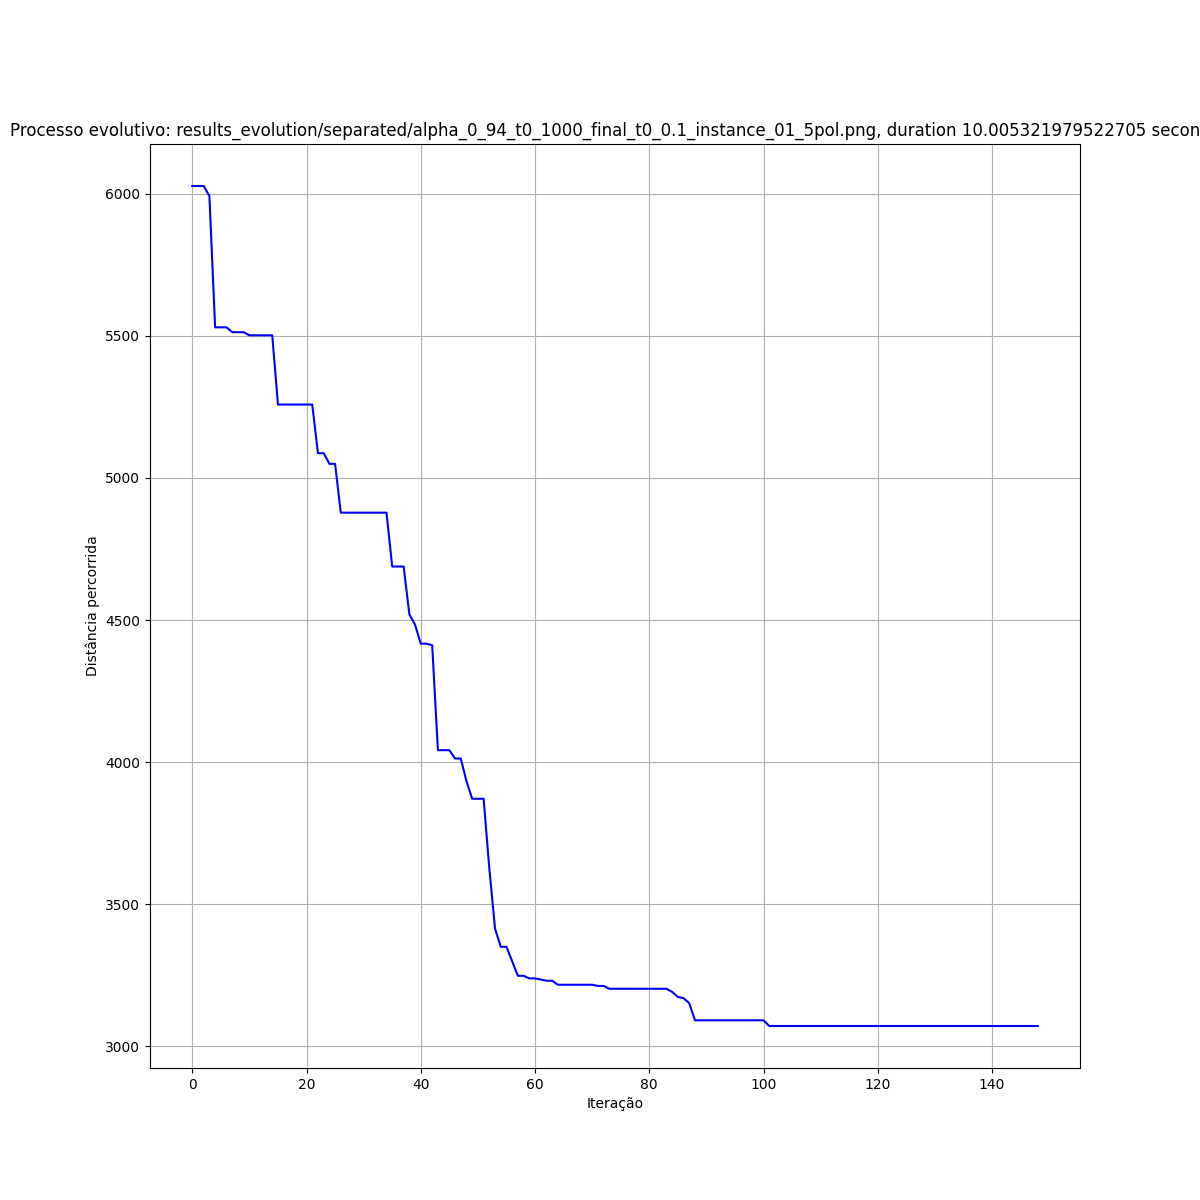 Processo evolutivo: results_evolution/separated/alpha_0_94_t0_1000_final_t0_0.1_instance_01_5pol.png, duration 10.005321979522705 secon
6000
5500
5000
4500
4000
3500
3000
Distância percorrida
0 20 40 60 80 100 120 140
Iteração